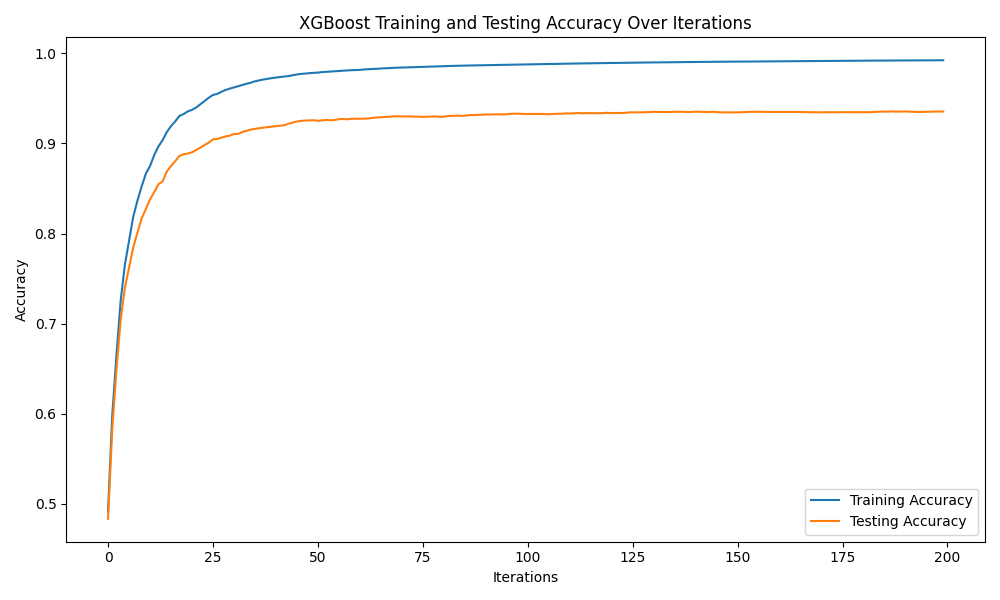 XGBoost Training and Testing Accuracy Over Iterations
1.0
0.9
0.8
0.7
0.6
0.5
Accuracy
Training Accuracy
Testing Accuracy
0 25 50 75 100 125 150 175 200
Iterations